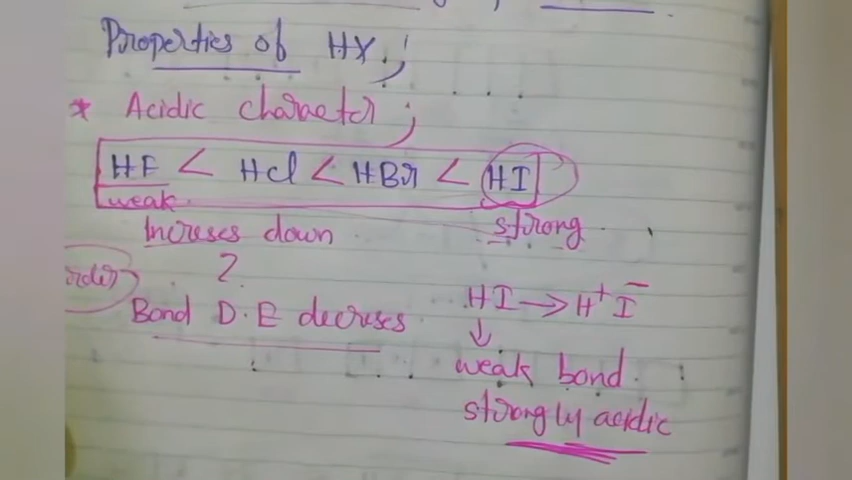 Properties of HX ;
* Acidic character ;
HF < HCl < HBr < HI
weak
strong
Increses down
?
Bond D.E decreses
HI → H⁺ I⁻
↓
weak bond.
strongly acidic